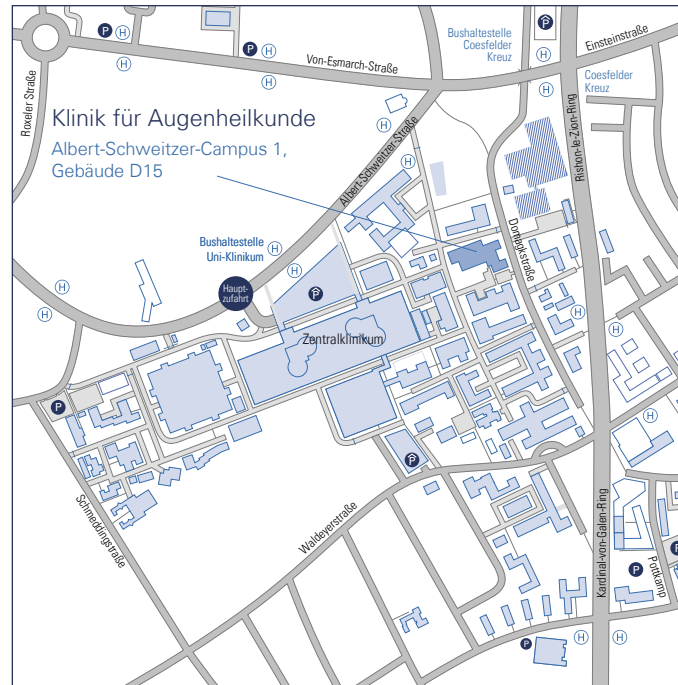 P
H
H
P
H
H
Von-Esmarch-Straße
Bushaltestelle
Coesfelder
Kreuz
P
H
Einsteinstraße
Coesfelder
Kreuz
H
H
Roxeler Straße
Klinik für Augenheilkunde
Albert-Schweitzer-Campus 1,
Gebäude D15
H
H
Albert-Schweitzer-Straße
Rishon-le-Zion-Ring
Domagkstraße
Bushaltestelle
Uni-Klinikum
H
H
H
H
Haupt-
zufahrt
P
Zentralklinikum
H
H
P
H
P
Schmeddingstraße
Waldeyerstraße
Kardinal-von-Galen-Ring
Pottkamp
P
P
P
H
H